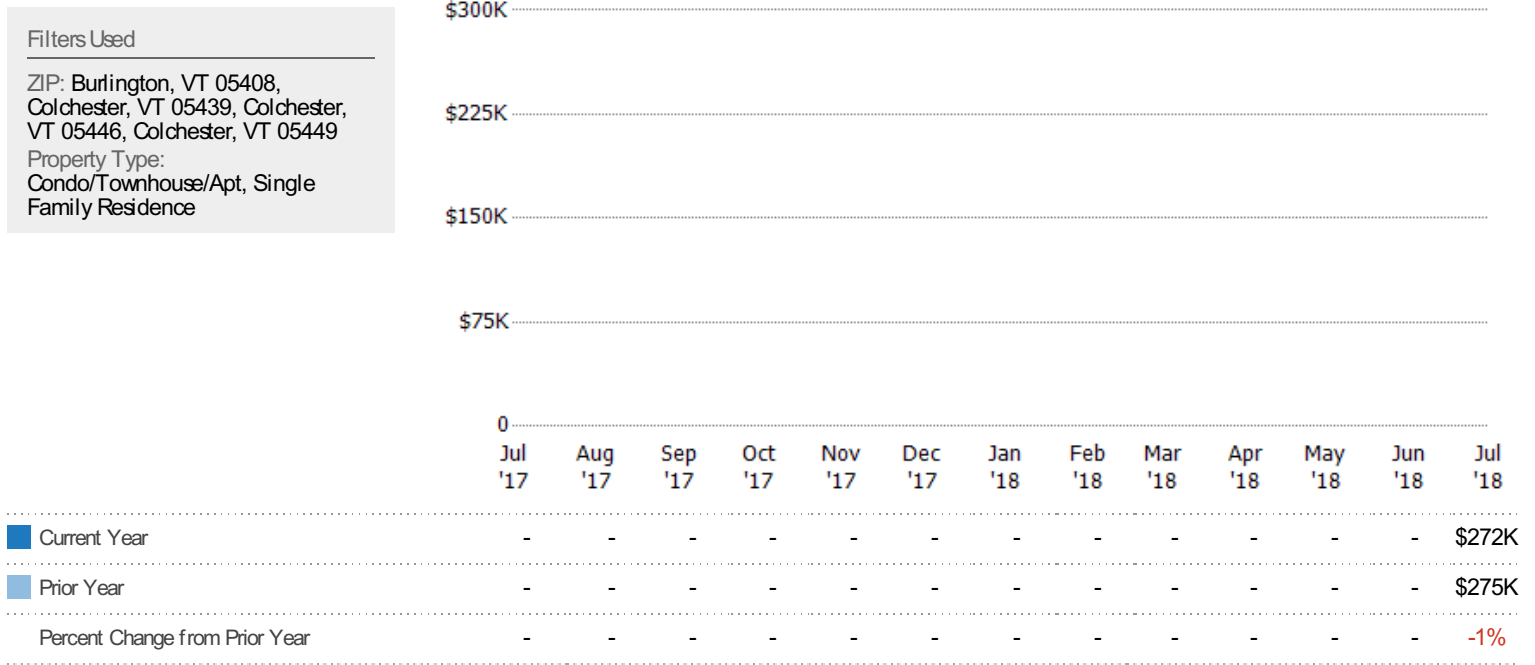 Filters Used
ZIP: Burlington, VT 05408,
Colchester, VT 05439, Colchester,
VT 05446, Colchester, VT 05449
Property Type:
Condo/Townhouse/Apt, Single
Family Residence
$300K
$225K
$150K
$75K
0
Jul '17 Aug '17 Sep '17 Oct '17 Nov '17 Dec '17 Jan '18 Feb '18 Mar '18 Apr '18 May '18 Jun '18 Jul '18
Current Year - - - - - - - - - - - - $272K
Prior Year - - - - - - - - - - - - $275K
Percent Change from Prior Year - - - - - - - - - - - - -1%